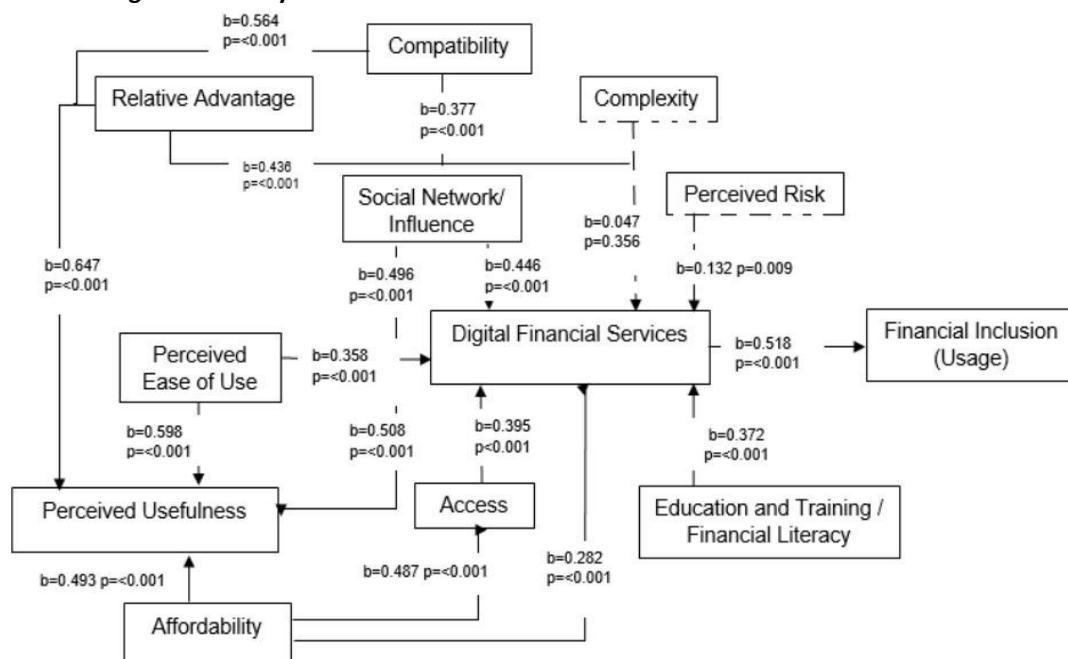 b=0.564
p=<0.001
Compatibility
Relative Advantage
b=0.377
p=<0.001
Complexity
b=0.436
p=<0.001
Social Network/
Influence
Perceived Risk
b=0.047
p=0.356
b=0.647
p=<0.001
b=0.496
p=<0.001
b=0.446
p=<0.001
b=0.132 p=0.009
Digital Financial Services
Financial Inclusion
(Usage)
b=0.518
p=<0.001
Perceived
Ease of Use
b=0.358
p=<0.001
b=0.598
p=<0.001
b=0.508
p=<0.001
b=0.395
p<0.001
b=0.372
p=<0.001
Perceived Usefulness
Access
Education and Training /
Financial Literacy
b=0.493 p=<0.001
b=0.487 p=<0.001
b=0.282
p=<0.001
Affordability